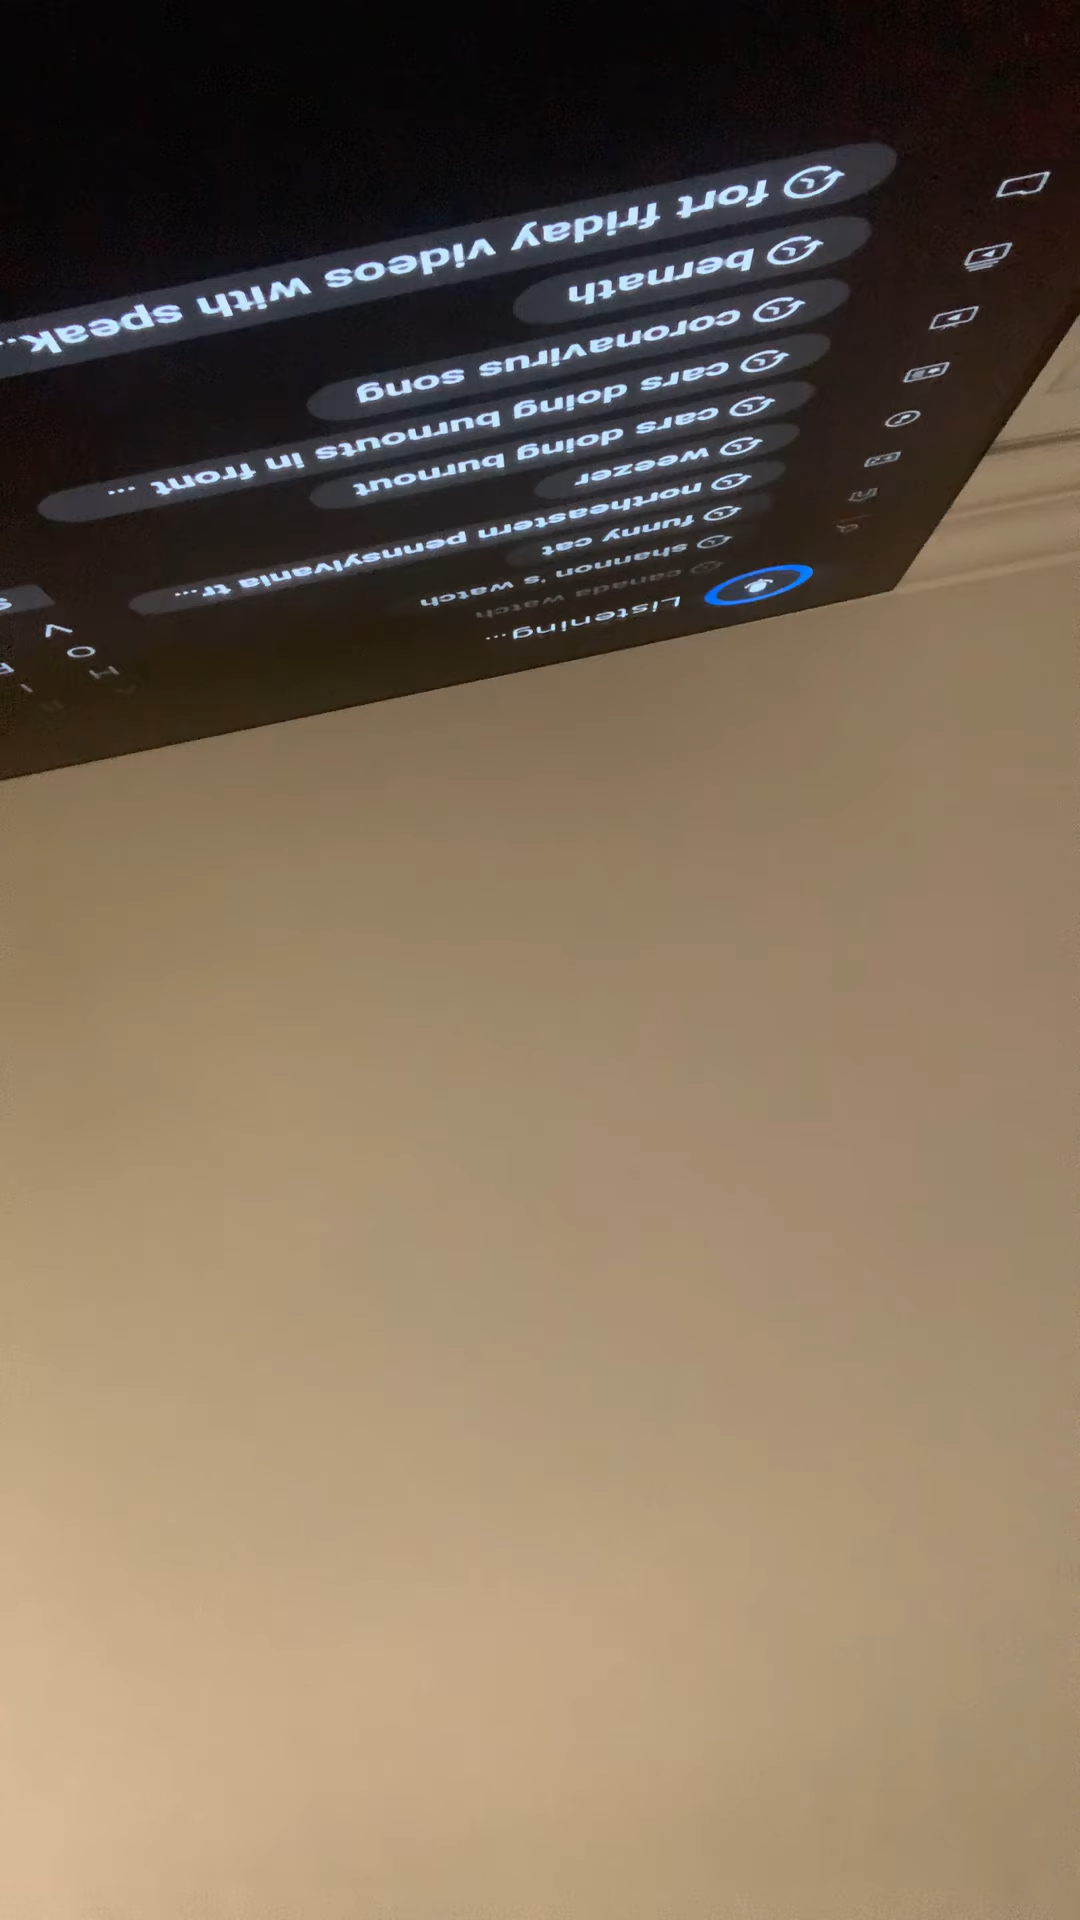 Listening...
canada watch
shannon's watch
funny cat
northeastern pennsylvania tr...
weezer
cars doing burnout
cars doing burnouts in front ...
coronavirus song
bernath
fort friday videos with speak...
H
I
O
V